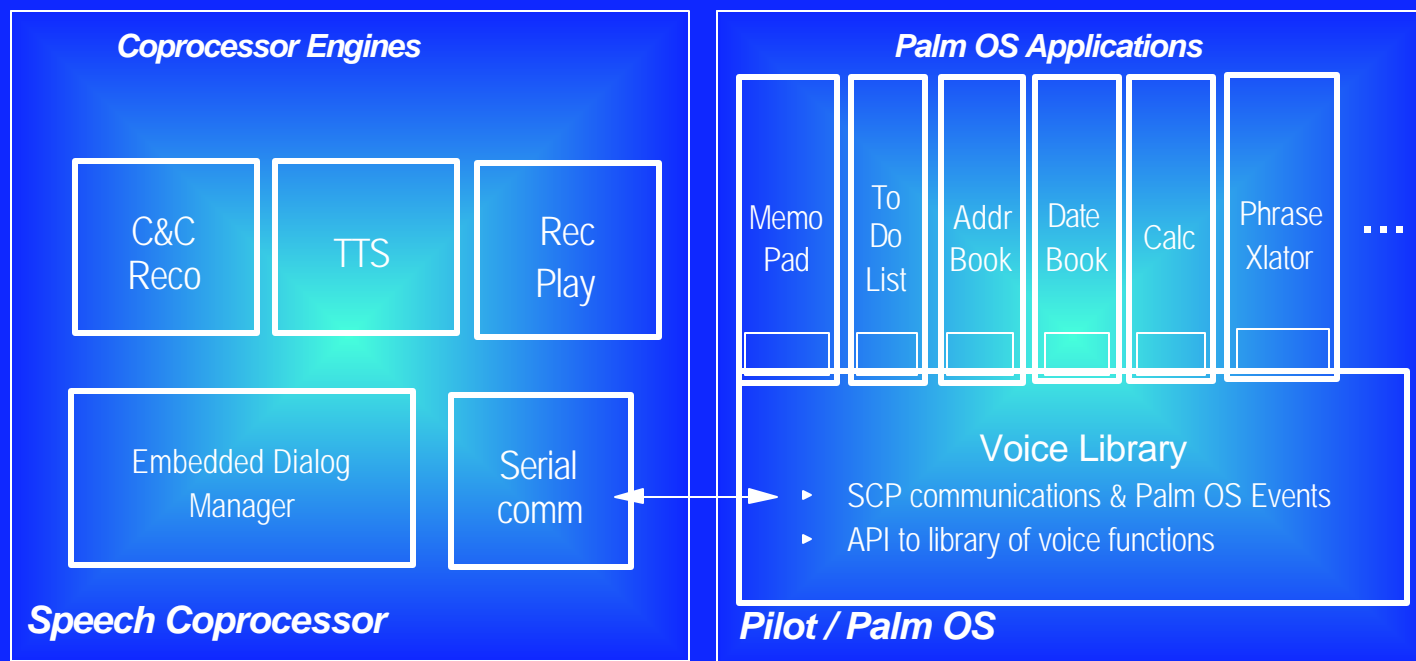 Coprocessor Engines
C&C
Reco
TTS
Rec
Play
Embedded Dialog
Manager
Serial
comm
Speech Coprocessor
Palm OS Applications
Memo
Pad
To
Do
List
Addr
Book
Date
Book
Calc
Phrase
Xlator
...
Voice Library
SCP communications & Palm OS Events
API to library of voice functions
Pilot / Palm OS